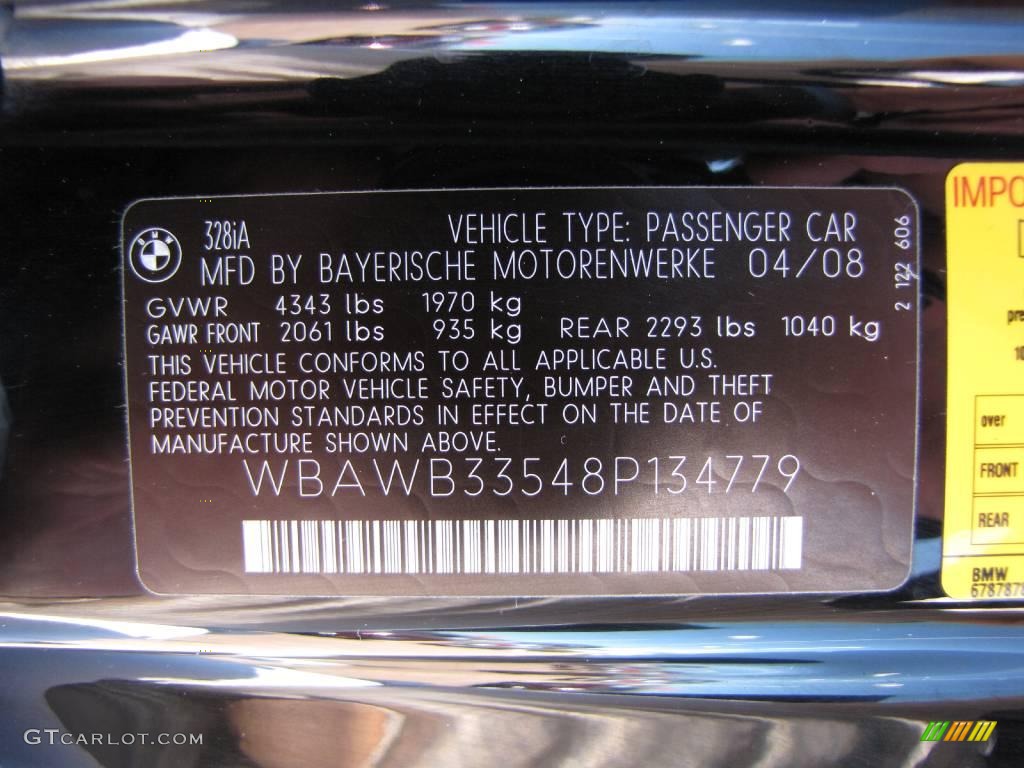 328iA
VEHICLE TYPE: PASSENGER CAR
BMW
MFD BY BAYERISCHE MOTORENWERKE 04/08
GVWR 4343 lbs 1970 kg
GAWR FRONT 2061 lbs 935 kg REAR 2293 lbs 1040 kg
THIS VEHICLE CONFORMS TO ALL APPLICABLE U.S.
FEDERAL MOTOR VEHICLE SAFETY, BUMPER AND THEFT
PREVENTION STANDARDS IN EFFECT ON THE DATE OF
MANUFACTURE SHOWN ABOVE.
WBAWB33548P134779
2 122 606
IMPO
pre
over
FRONT
REAR
BMW
GTCARLOT.COM